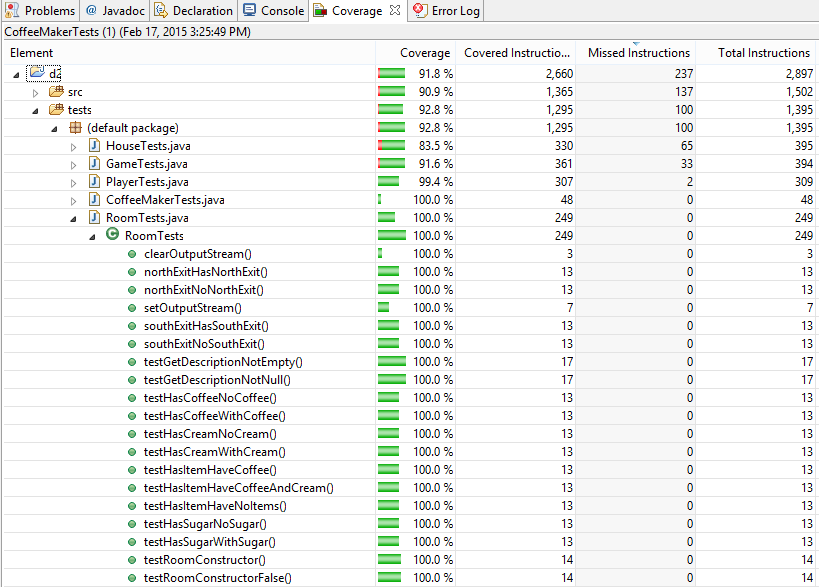 Problems @ Javadoc Declaration Console Coverage Error Log
CoffeeMakerTests (1) (Feb 17, 2015 3:25:49 PM)
Element Coverage Covered Instructio... Missed Instructions Total Instructions
d2 91.8 % 2,660 237 2,897
src 90.9 % 1,365 137 1,502
tests 92.8 % 1,295 100 1,395
(default package) 92.8 % 1,295 100 1,395
HouseTests.java 83.5 % 330 65 395
GameTests.java 91.6 % 361 33 394
PlayerTests.java 99.4 % 307 2 309
CoffeeMakerTests.java 100.0 % 48 0 48
RoomTests.java 100.0 % 249 0 249
RoomTests 100.0 % 249 0 249
clearOutputStream() 100.0 % 3 0 3
northExitHasNorthExit() 100.0 % 13 0 13
northExitNoNorthExit() 100.0 % 13 0 13
setOutputStream() 100.0 % 7 0 7
southExitHasSouthExit() 100.0 % 13 0 13
southExitNoSouthExit() 100.0 % 13 0 13
testGetDescriptionNotEmpty() 100.0 % 17 0 17
testGetDescriptionNotNull() 100.0 % 17 0 17
testHasCoffeeNoCoffee() 100.0 % 13 0 13
testHasCoffeeWithCoffee() 100.0 % 13 0 13
testHasCreamNoCream() 100.0 % 13 0 13
testHasCreamWithCream() 100.0 % 13 0 13
testHasItemHaveCoffee() 100.0 % 13 0 13
testHasItemHaveCoffeeAndCream() 100.0 % 13 0 13
testHasItemHaveNoItems() 100.0 % 13 0 13
testHasSugarNoSugar() 100.0 % 13 0 13
testHasSugarWithSugar() 100.0 % 13 0 13
testRoomConstructor() 100.0 % 14 0 14
testRoomConstructorFalse() 100.0 % 14 0 14